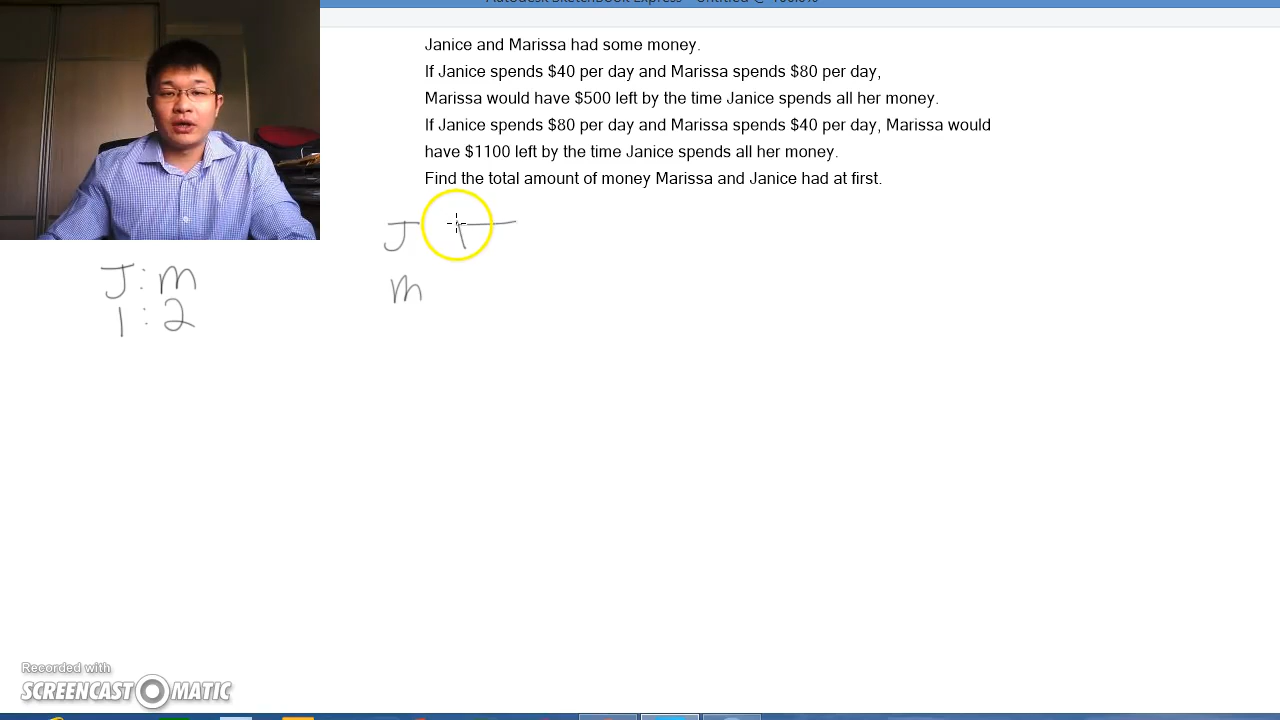 Janice and Marissa had some money.
If Janice spends $40 per day and Marissa spends $80 per day,
Marissa would have $500 left by the time Janice spends all her money.
If Janice spends $80 per day and Marissa spends $40 per day, Marissa would
have $1100 left by the time Janice spends all her money.
Find the total amount of money Marissa and Janice had at first.
J
m
J : m
1 : 2
Recorded with
SCREENCAST O MATIC